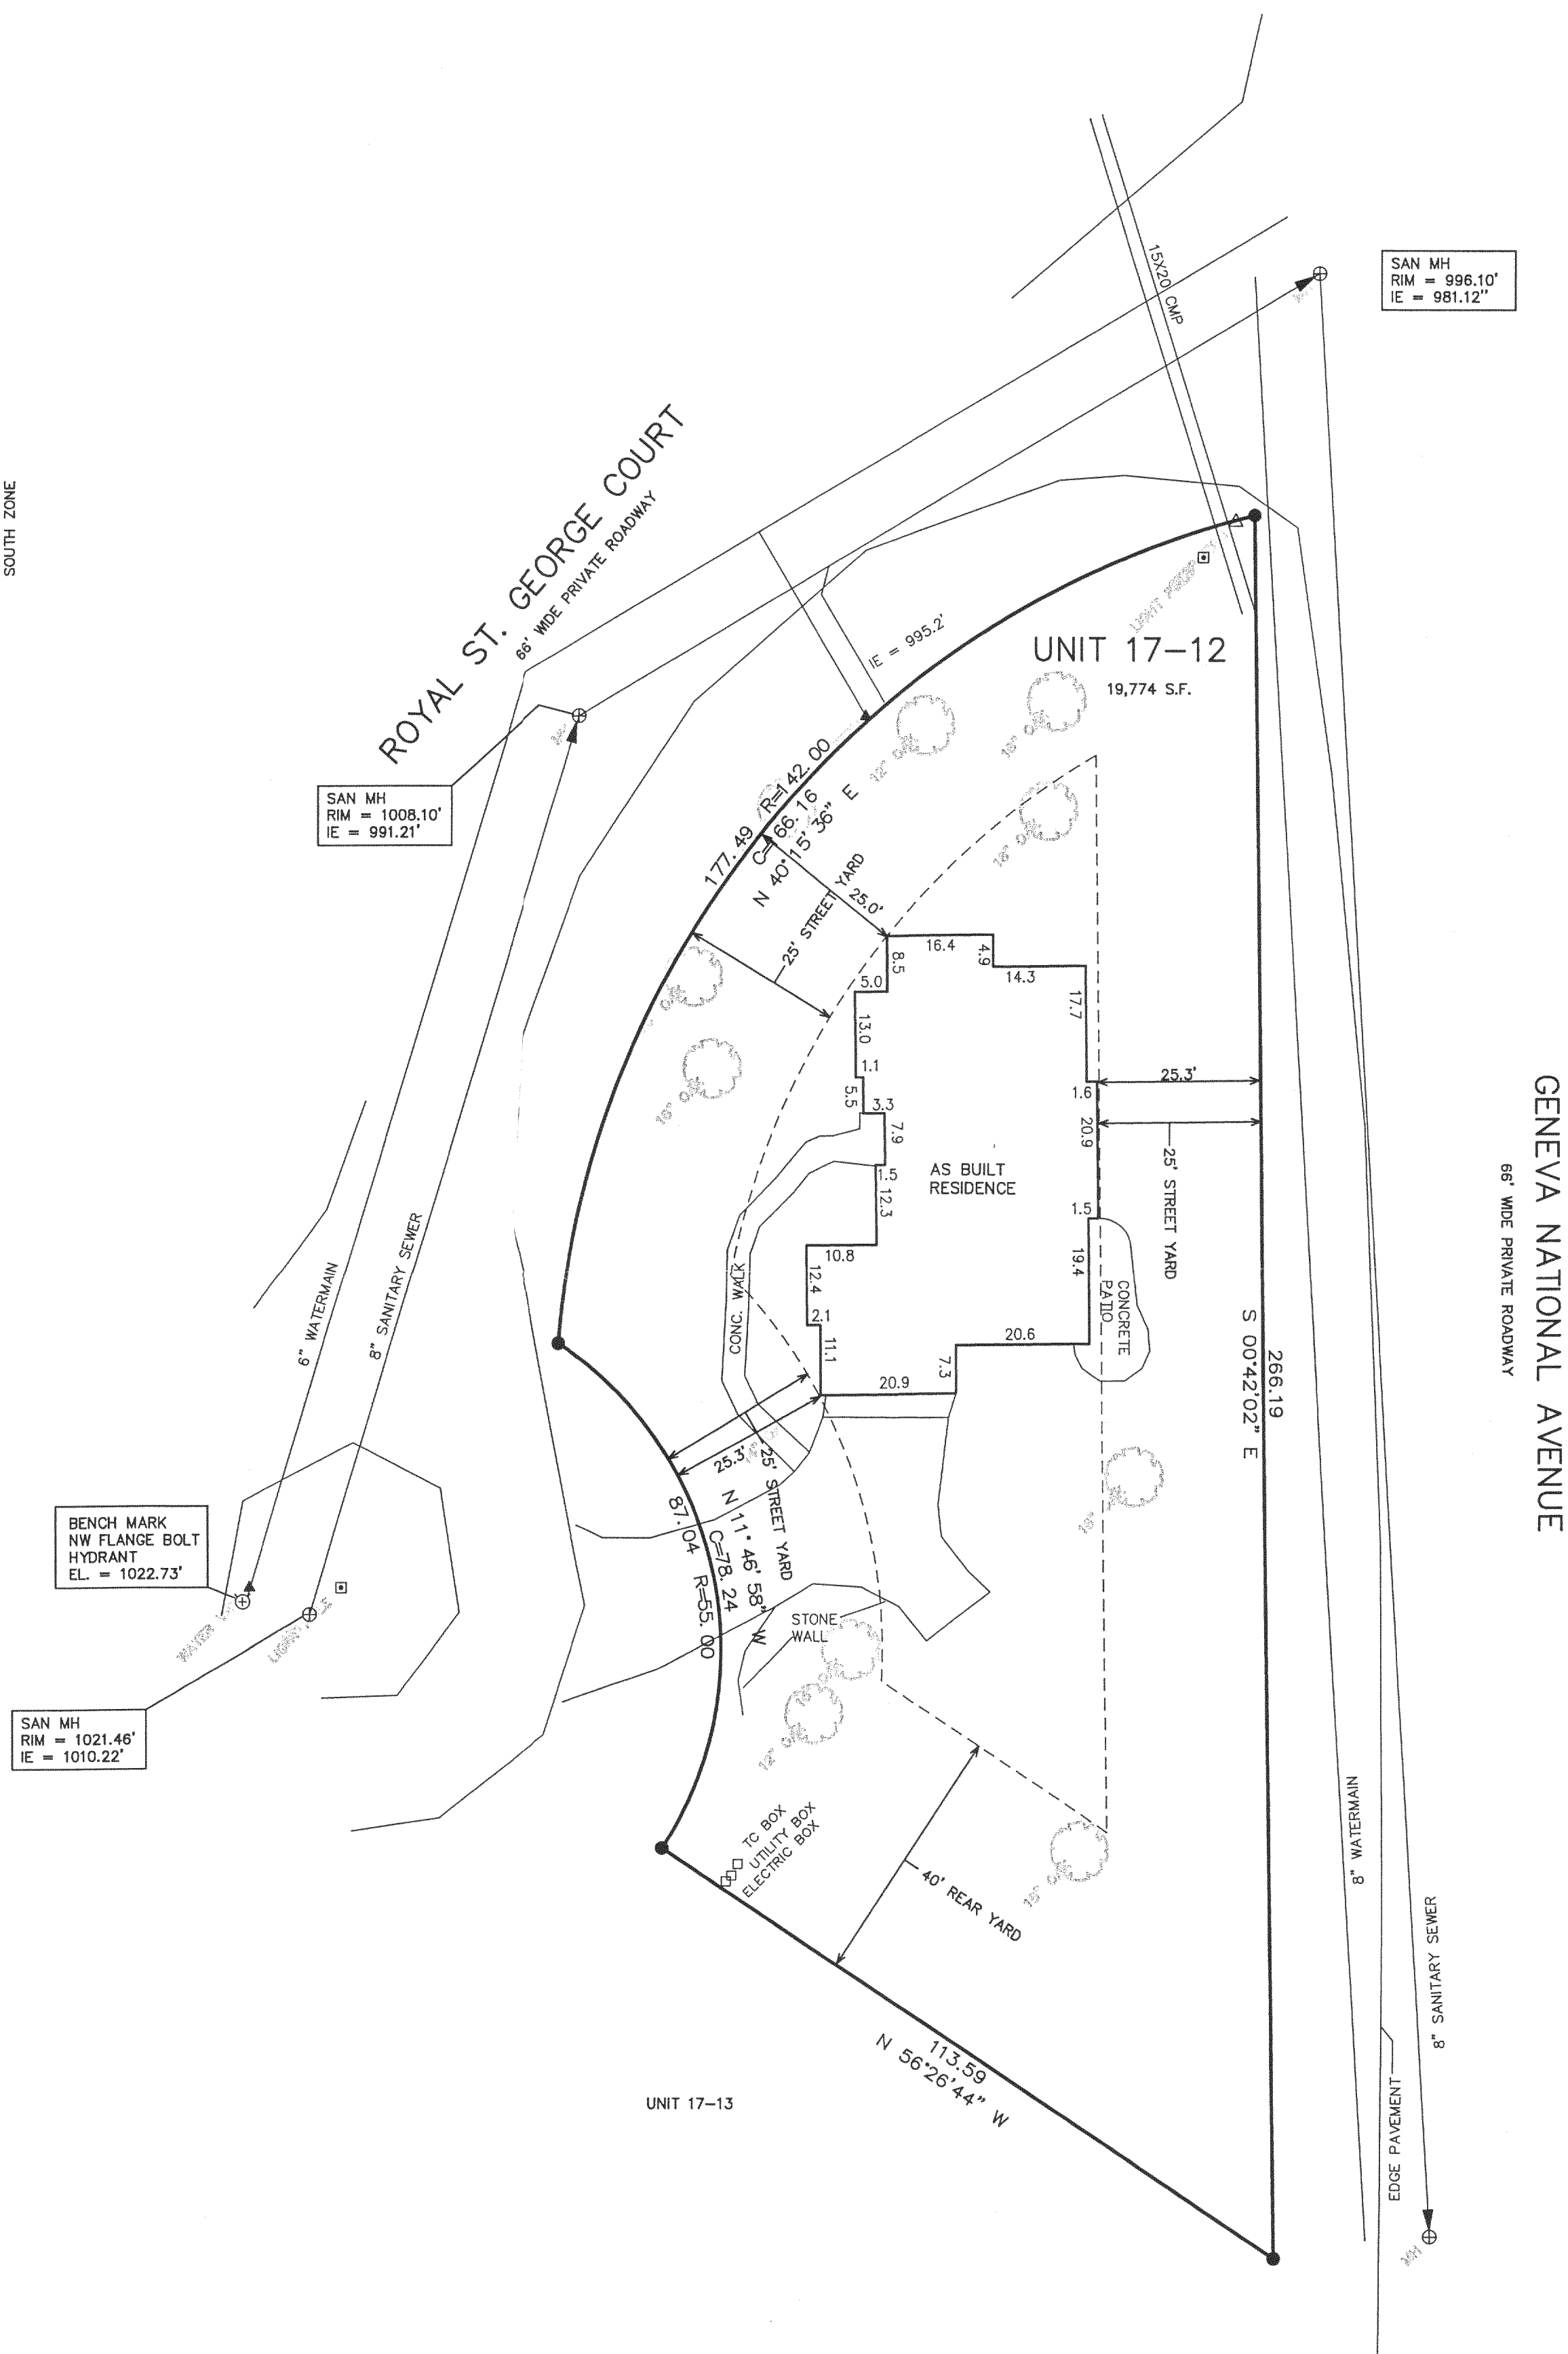 SOUTH ZONE
SAN MH
RIM = 996.10'
IE = 981.12"
15X20 CMP
ROYAL ST. GEORGE COURT
66' WIDE PRIVATE ROADWAY
IE = 995.2'
UNIT 17-12
19,774 S.F.
SAN MH
RIM = 1008.10'
IE = 991.21'
177.49 R=142.00
C=166.16
N 40°15'36" E
25' STREET YARD
25.0'
16.4
4.9
14.3
8.5
5.0
13.0
1.1
5.5
3.3
7.9
1.5
12.3
10.8
12.4
2.1
11.1
20.9
7.3
20.6
19.4
1.5
20.9
1.6
17.7
25.3'
25' STREET YARD
AS BUILT
RESIDENCE
CONCRETE
PATIO
CONC. WALK
GENEVA NATIONAL AVENUE
66' WIDE PRIVATE ROADWAY
266.19
S 00°42'02" E
6" WATERMAIN
8" SANITARY SEWER
25.3'
25' STREET YARD
N 11°46'58" W
C=78.24
87.04 R=55.00
18"
12"
BENCH MARK
NW FLANGE BOLT
HYDRANT
EL. = 1022.73'
STONE
WALL
SAN MH
RIM = 1021.46'
IE = 1010.22'
TC BOX
UTILITY BOX
ELECTRIC BOX
40' REAR YARD
8" WATERMAIN
8" SANITARY SEWER
113.59
N 56°26'44" W
UNIT 17-13
EDGE PAVEMENT